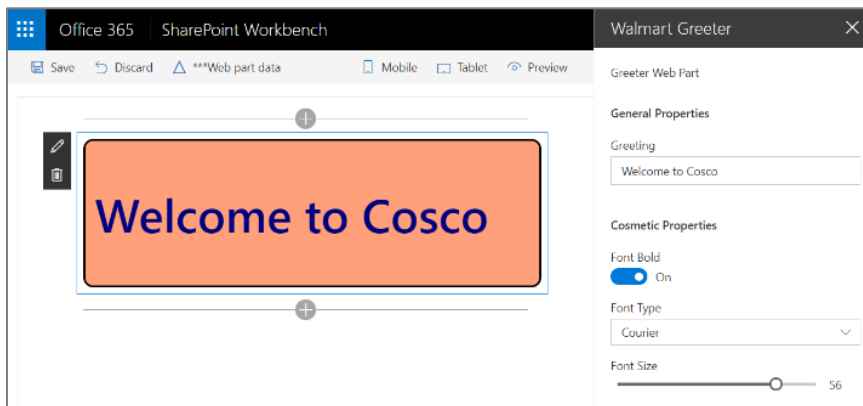 Office 365 SharePoint Workbench
Save Discard ***Web part data Mobile Tablet Preview
Welcome to Cosco
Walmart Greeter
Greeter Web Part
General Properties
Greeting
Welcome to Cosco
Cosmetic Properties
Font Bold
On
Font Type
Courier
Font Size
56